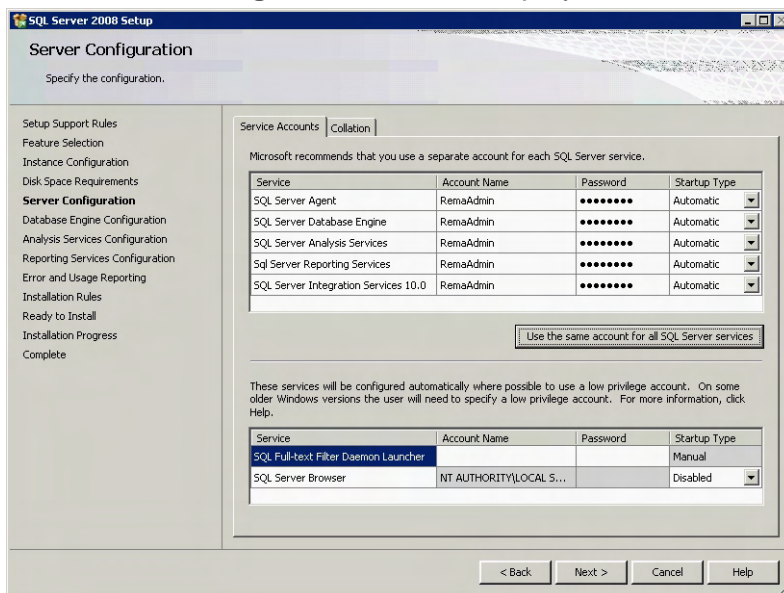 SQL Server 2008 Setup
Server Configuration
Specify the configuration.
Setup Support Rules
Feature Selection
Instance Configuration
Disk Space Requirements
Server Configuration
Database Engine Configuration
Analysis Services Configuration
Reporting Services Configuration
Error and Usage Reporting
Installation Rules
Ready to Install
Installation Progress
Complete
Service Accounts Collation
Microsoft recommends that you use a separate account for each SQL Server service.
Service Account Name Password Startup Type
SQL Server Agent RemaAdmin ●●●●●●●● Automatic
SQL Server Database Engine RemaAdmin ●●●●●●●● Automatic
SQL Server Analysis Services RemaAdmin ●●●●●●●● Automatic
Sql Server Reporting Services RemaAdmin ●●●●●●●● Automatic
SQL Server Integration Services 10.0 RemaAdmin ●●●●●●●● Automatic
Use the same account for all SQL Server services
These services will be configured automatically where possible to use a low privilege account. On some
older Windows versions the user will need to specify a low privilege account. For more information, click
Help.
Service Account Name Password Startup Type
SQL Full-text Filter Daemon Launcher Manual
SQL Server Browser NT AUTHORITY\LOCAL S... Disabled
< Back Next > Cancel Help